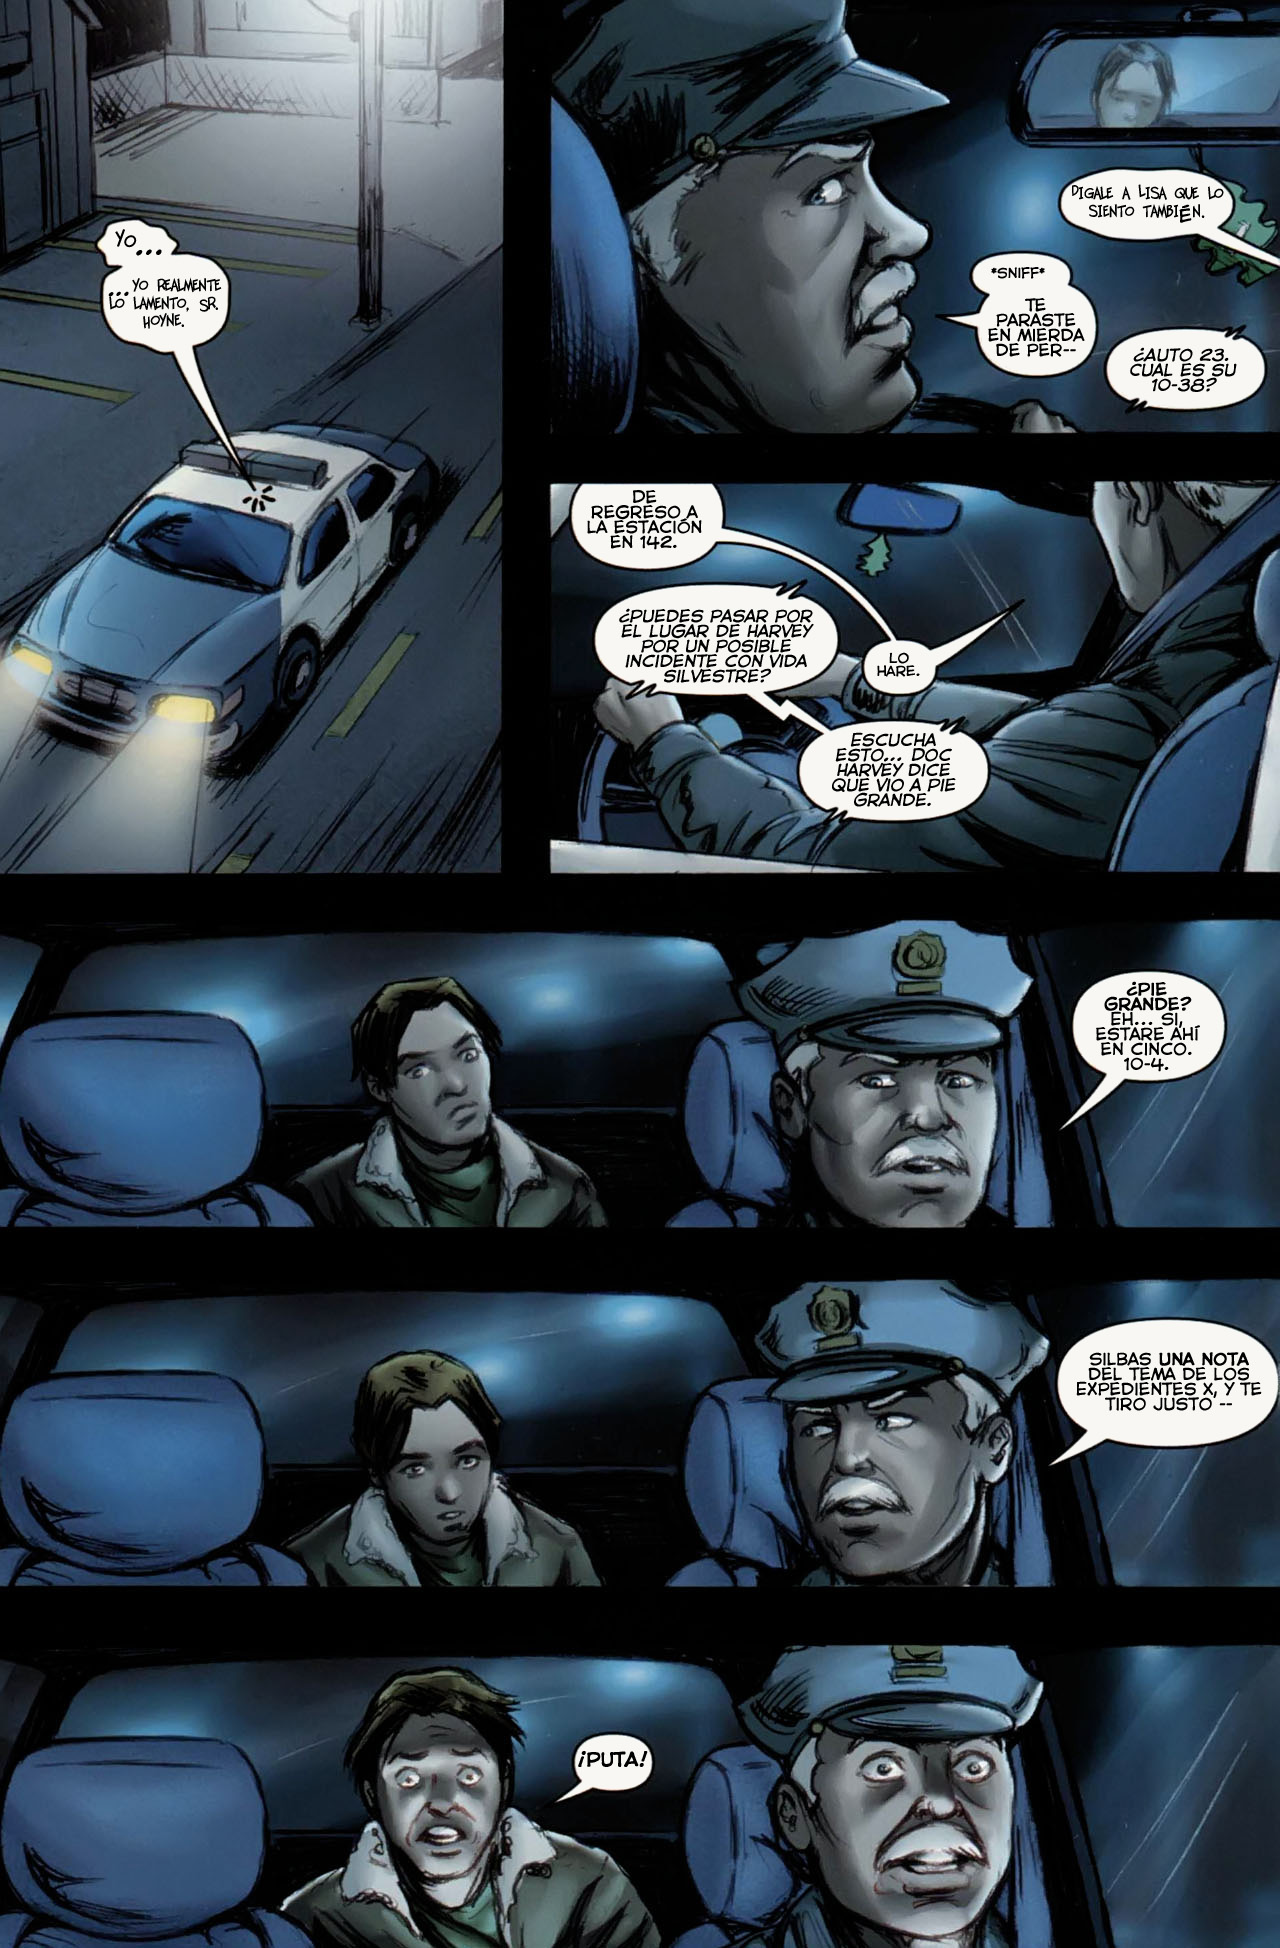 YO...
...YO REALMENTE
LO LAMENTO, SR.
HOYNE.
DIGALE A LISA QUE LO
SIENTO TAMBIÉN.
*SNIFF*
TE
PARASTE
EN MIERDA
DE PER--
¿AUTO 23.
CUAL ES SU
10-38?
DE
REGRESO A
LA ESTACIÓN
EN 142.
¿PUEDES PASAR POR
EL LUGAR DE HARVEY
POR UN POSIBLE
INCIDENTE CON VIDA
SILVESTRE?
LO
HARE.
ESCUCHA
ESTO... DOC
HARVEY DICE
QUE VIO A PIE
GRANDE.
¿PIE
GRANDE?
EH... SI,
ESTARE AHÍ
EN CINCO.
10-4.
SILBAS UNA NOTA
DEL TEMA DE LOS
EXPEDIENTES X, Y TE
TIRO JUSTO --
¡PUTA!